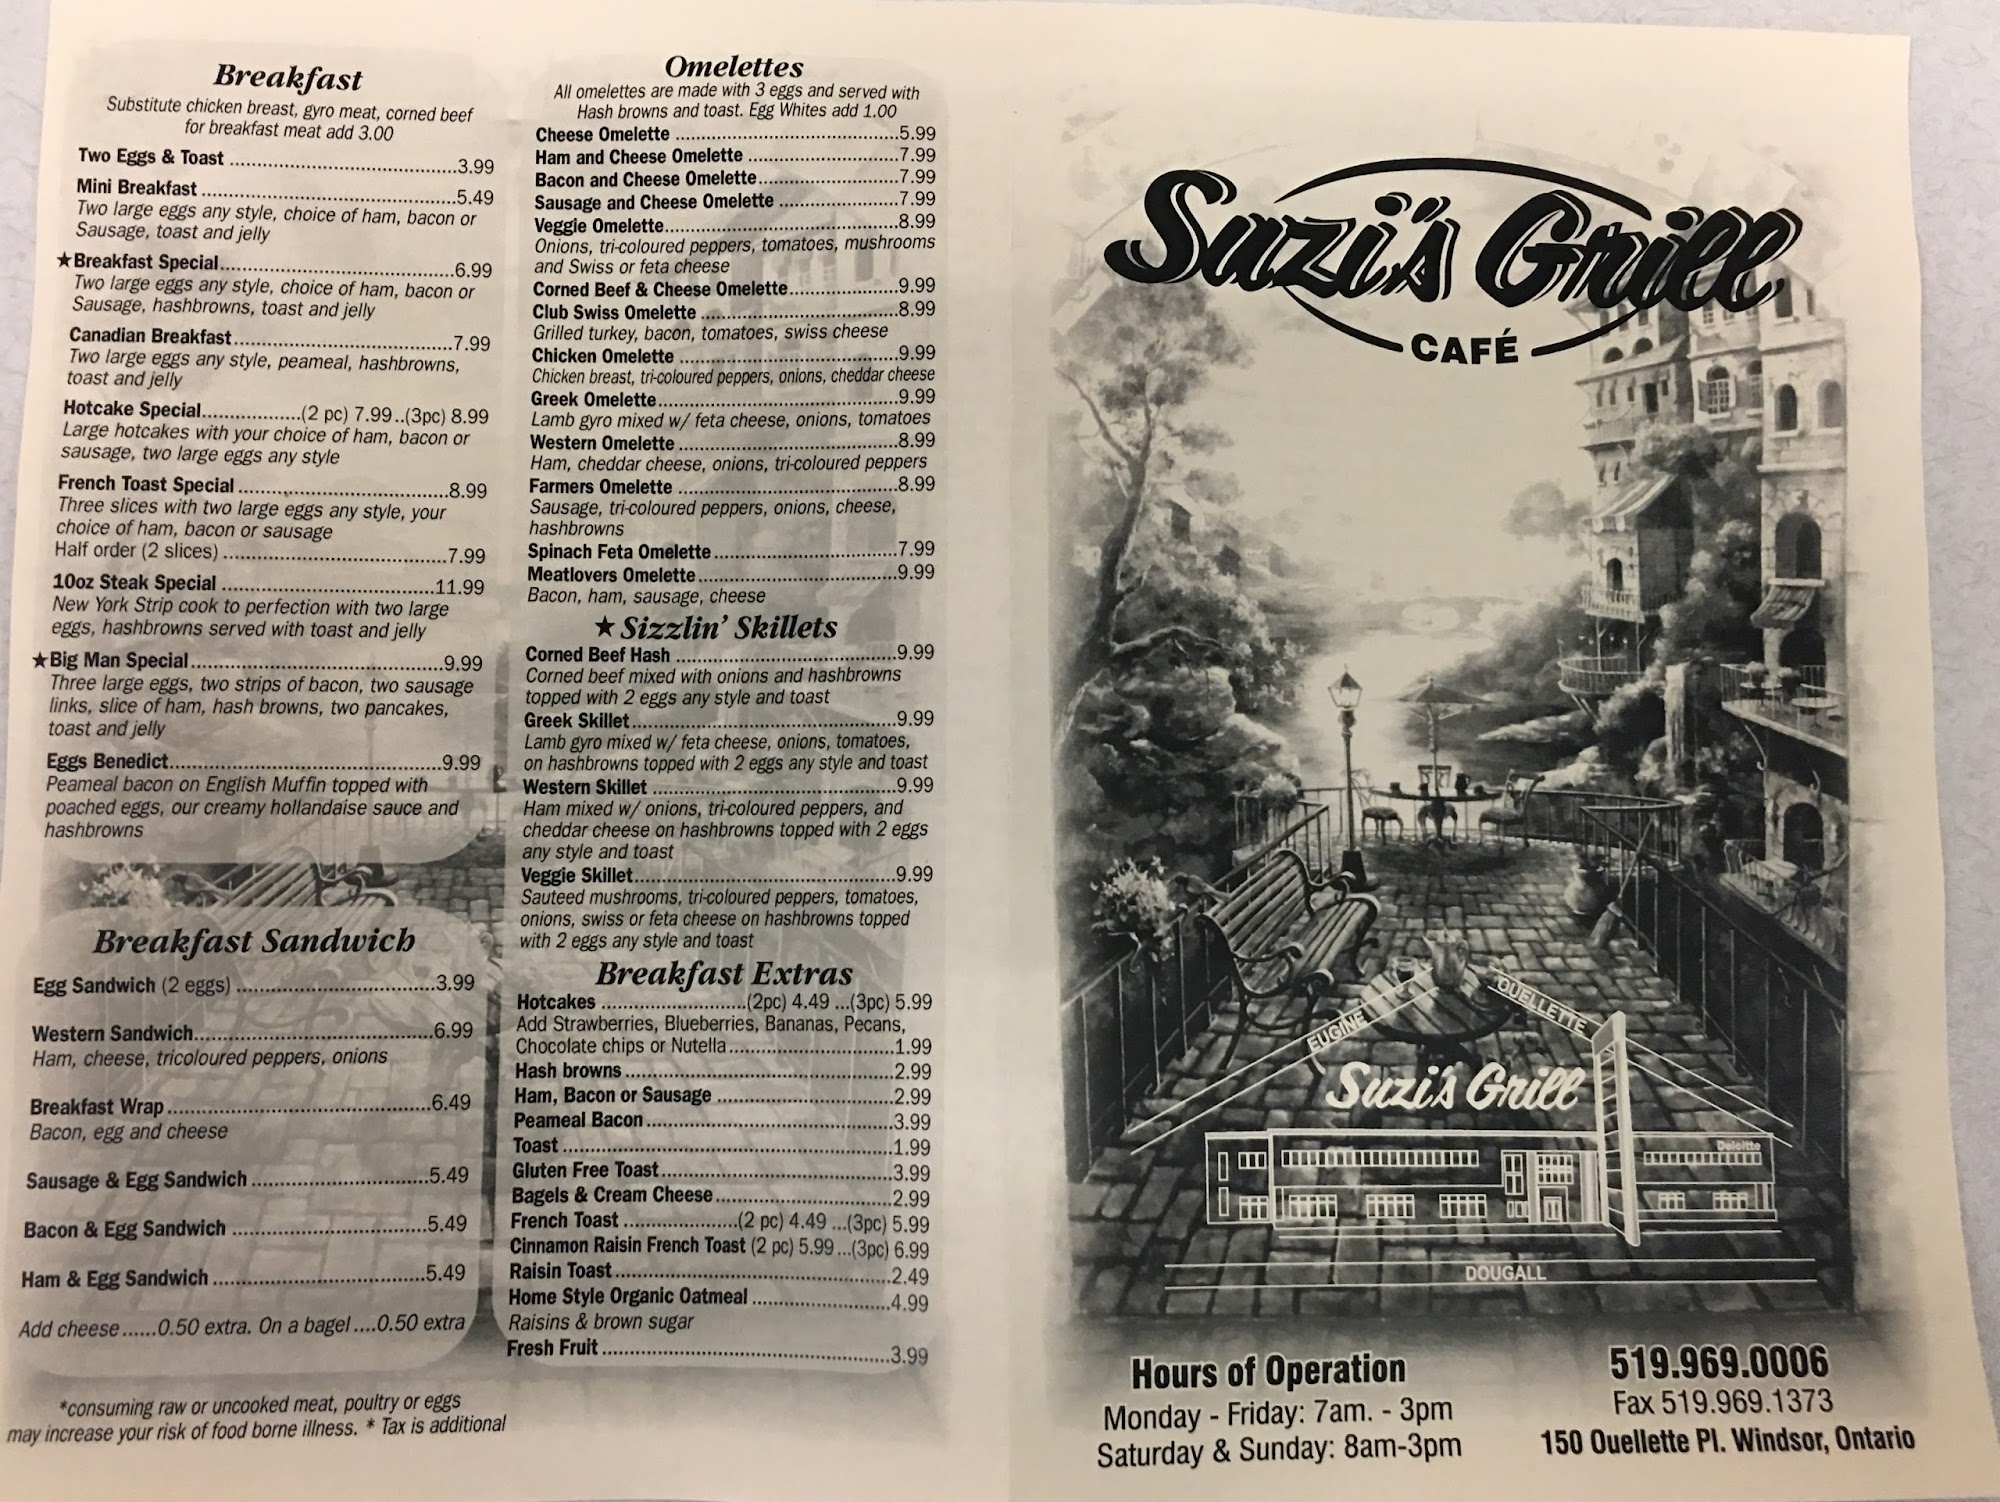 Breakfast
Substitute chicken breast, gyro meat, corned beef
for breakfast meat add 3.00
Two Eggs & Toast ..........3.99
Mini Breakfast ..........5.49
Two large eggs any style, choice of ham, bacon or
Sausage, toast and jelly
★Breakfast Special..........6.99
Two large eggs any style, choice of ham, bacon or
Sausage, hashbrowns, toast and jelly
Canadian Breakfast..........7.99
Two large eggs any style, peameal, hashbrowns,
toast and jelly
Hotcake Special..........(2 pc) 7.99..(3pc) 8.99
Large hotcakes with your choice of ham, bacon or
sausage, two large eggs any style
French Toast Special ..........8.99
Three slices with two large eggs any style, your
choice of ham, bacon or sausage
Half order (2 slices) ..........7.99
10oz Steak Special ..........11.99
New York Strip cook to perfection with two large
eggs, hashbrowns served with toast and jelly
★Big Man Special..........9.99
Three large eggs, two strips of bacon, two sausage
links, slice of ham, hash browns, two pancakes,
toast and jelly
Eggs Benedict..........9.99
Peameal bacon on English Muffin topped with
poached eggs, our creamy hollandaise sauce and
hashbrowns
Breakfast Sandwich
Egg Sandwich (2 eggs) ..........3.99
Western Sandwich..........6.99
Ham, cheese, tricoloured peppers, onions
Breakfast Wrap..........6.49
Bacon, egg and cheese
Sausage & Egg Sandwich ..........5.49
Bacon & Egg Sandwich ..........5.49
Ham & Egg Sandwich ..........5.49
Add cheese......0.50 extra. On a bagel....0.50 extra
*consuming raw or uncooked meat, poultry or eggs
may increase your risk of food borne illness. * Tax is additional
Omelettes
All omelettes are made with 3 eggs and served with
Hash browns and toast. Egg Whites add 1.00
Cheese Omelette ..........5.99
Ham and Cheese Omelette ..........7.99
Bacon and Cheese Omelette..........7.99
Sausage and Cheese Omelette ..........7.99
Veggie Omelette..........8.99
Onions, tri-coloured peppers, tomatoes, mushrooms
and Swiss or feta cheese
Corned Beef & Cheese Omelette..........9.99
Club Swiss Omelette ..........8.99
Grilled turkey, bacon, tomatoes, swiss cheese
Chicken Omelette ..........9.99
Chicken breast, tri-coloured peppers, onions, cheddar cheese
Greek Omelette..........9.99
Lamb gyro mixed w/ feta cheese, onions, tomatoes
Western Omelette ..........8.99
Ham, cheddar cheese, onions, tri-coloured peppers
Farmers Omelette ..........8.99
Sausage, tri-coloured peppers, onions, cheese,
hashbrowns
Spinach Feta Omelette..........7.99
Meatlovers Omelette..........9.99
Bacon, ham, sausage, cheese
★ Sizzlin' Skillets
Corned Beef Hash ..........9.99
Corned beef mixed with onions and hashbrowns
topped with 2 eggs any style and toast
Greek Skillet..........9.99
Lamb gyro mixed w/ feta cheese, onions, tomatoes,
on hashbrowns topped with 2 eggs any style and toast
Western Skillet ..........9.99
Ham mixed w/ onions, tri-coloured peppers, and
cheddar cheese on hashbrowns topped with 2 eggs
any style and toast
Veggie Skillet..........9.99
Sauteed mushrooms, tri-coloured peppers, tomatoes,
onions, swiss or feta cheese on hashbrowns topped
with 2 eggs any style and toast
Breakfast Extras
Hotcakes ..........(2pc) 4.49 ...(3pc) 5.99
Add Strawberries, Blueberries, Bananas, Pecans,
Chocolate chips or Nutella..........1.99
Hash browns ..........2.99
Ham, Bacon or Sausage ..........2.99
Peameal Bacon..........3.99
Toast ..........1.99
Gluten Free Toast..........3.99
Bagels & Cream Cheese..........2.99
French Toast ..........(2 pc) 4.49 ...(3pc) 5.99
Cinnamon Raisin French Toast (2 pc) 5.99 ...(3pc) 6.99
Raisin Toast..........2.49
Home Style Organic Oatmeal ..........4.99
Raisins & brown sugar
Fresh Fruit ..........3.99
Suzi's Grill
CAFÉ
EUGINE
OUELLETTE
Suzi's Grill
Deloitte
DOUGALL
Hours of Operation
Monday - Friday: 7am. - 3pm
Saturday & Sunday: 8am-3pm
519.969.0006
Fax 519.969.1373
150 Ouellette Pl. Windsor, Ontario